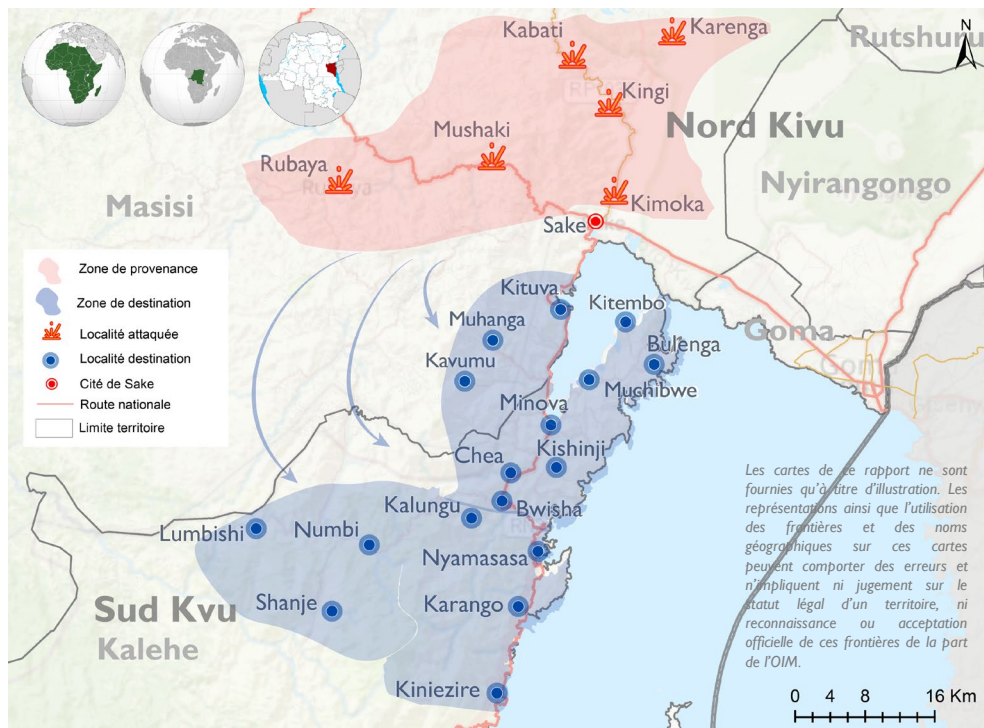 Kabati
Karenga
Rutshuru
N
Kingi
Mushaki
Nord Kivu
Rubaya
Nyirangongo
Masisi
Kimoka
Sake
Zone de provenance
Zone de destination
Localité attaquée
Localité destination
Cité de Sake
Route nationale
Limite territoire
Kituva
Kitembo
Muhanga
Goma
Bulenga
Kavumu
Muchibwe
Minova
Kishinji
Chea
Kalungu
Bwisha
Lumbishi
Numbi
Nyamasasa
Shanje
Karango
Sud Kvu
Kalehe
Kiniezire
Les cartes de ce rapport ne sont
fournies qu'à titre d'illustration. Les
représentations ainsi que l'utilisation
des frontières et des noms
géographiques sur ces cartes
peuvent comporter des erreurs et
n'impliquent ni jugement sur le
statut légal d'un territoire, ni
reconnaissance ou acceptation
officielle de ces frontières de la part
de l'OIM.
0 4 8 16 Km